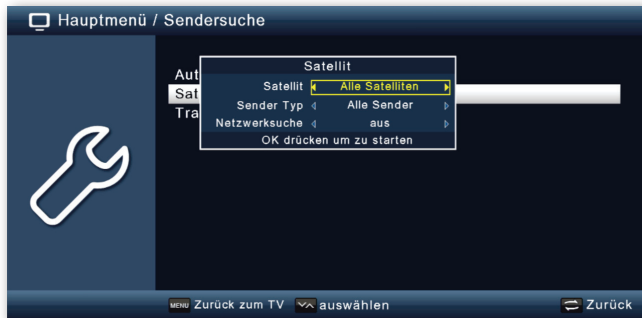 Hauptmenü / Sendersuche
Satellit
Aut
Satellit Alle Satelliten
Sat
Sender Typ Alle Sender
Tra
Netzwerksuche aus
OK drücken um zu starten
MENU Zurück zum TV auswählen Zurück